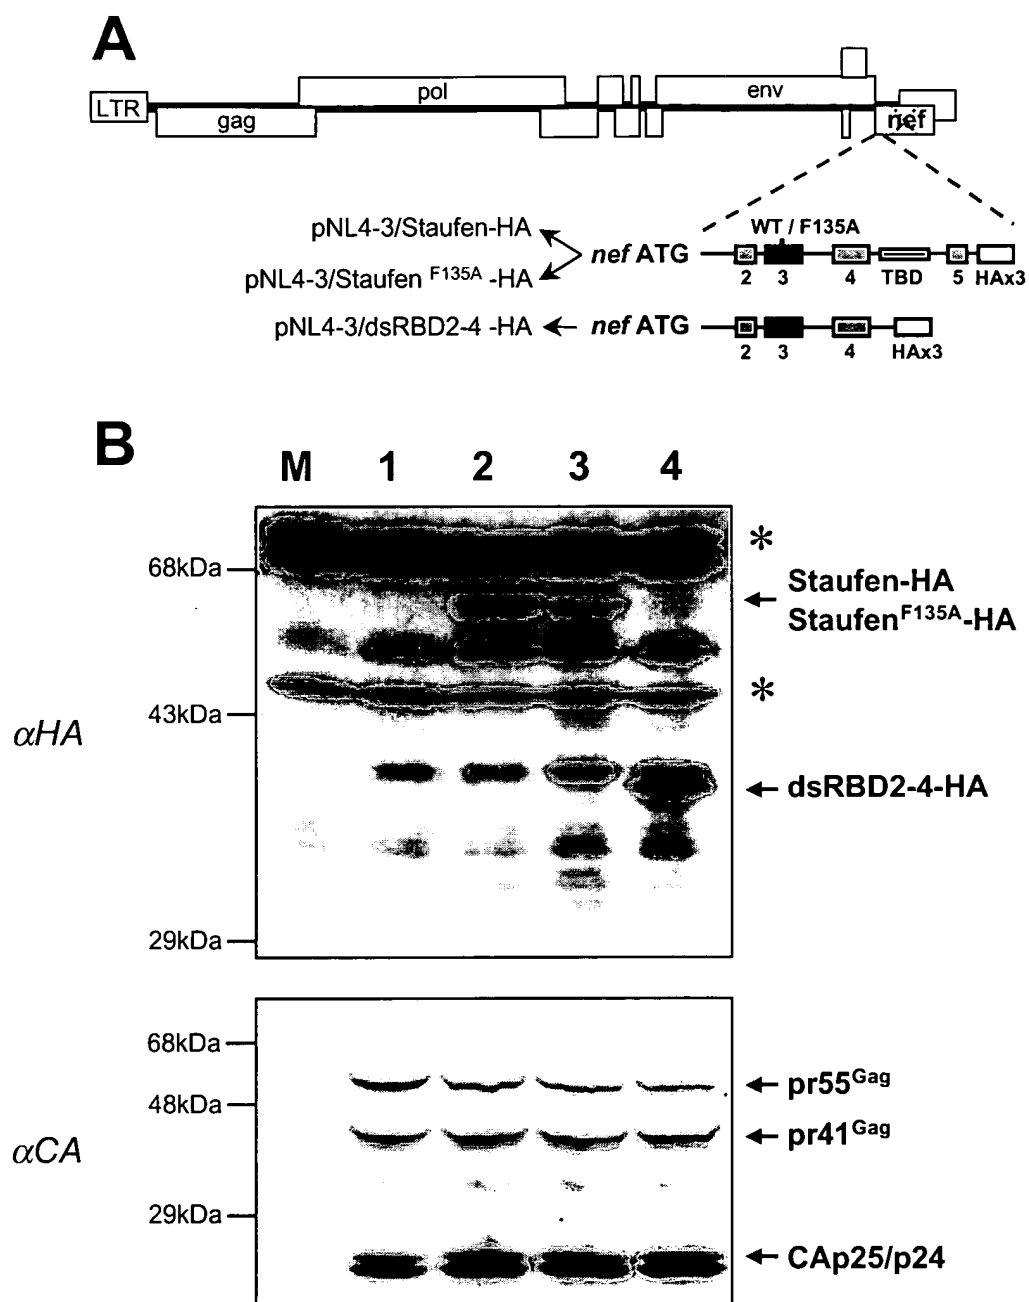 A
LTR
pol
env
gag
nef
WT / F135A
pNL4-3/Staufen-HA
nef ATG
pNL4-3/Staufen F135A -HA
2 3 4 TBD 5 HAx3
pNL4-3/dsRBD2-4 -HA
nef ATG
2 3 4 HAx3
B
M 1 2 3 4
*
68kDa
Staufen-HA
StaufenF135A-HA
*
43kDa
αHA
dsRBD2-4-HA
29kDa
68kDa
pr55Gag
48kDa
pr41Gag
αCA
29kDa
CAp25/p24